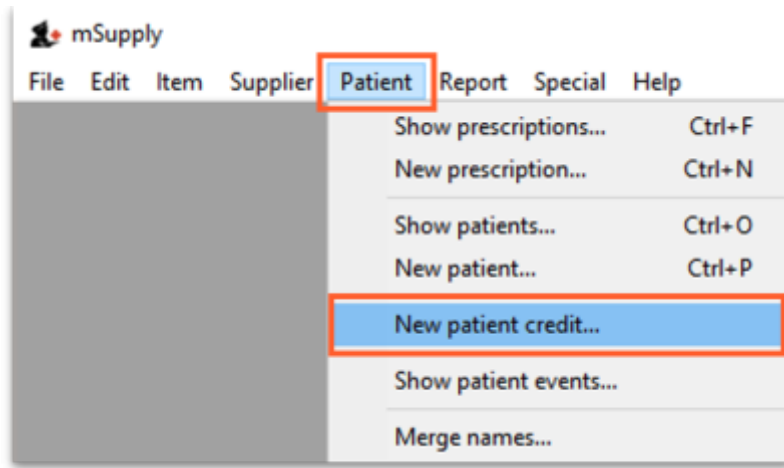 mSupply
File Edit Item Supplier Patient Report Special Help
Show prescriptions... Ctrl+F
New prescription... Ctrl+N
Show patients... Ctrl+O
New patient... Ctrl+P
New patient credit...
Show patient events...
Merge names...